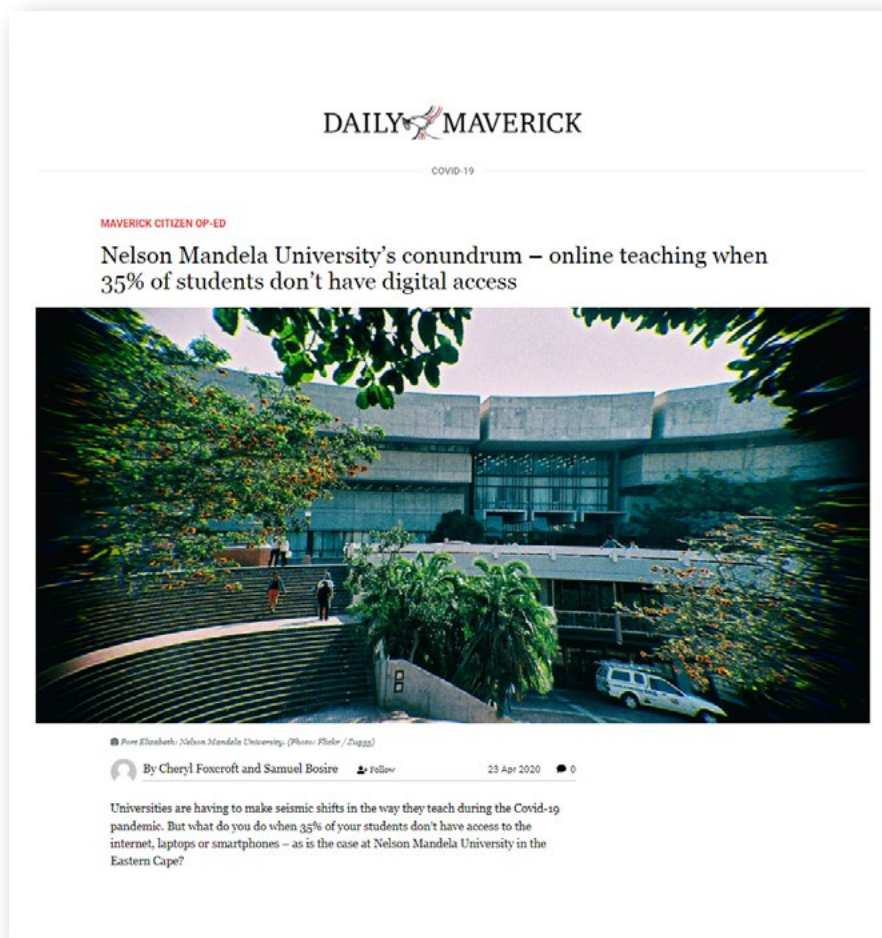 DAILY MAVERICK
COVID-19
MAVERICK CITIZEN OP-ED
Nelson Mandela University’s conundrum – online teaching when
35% of students don’t have digital access
Port Elizabeth: Nelson Mandela University. (Photo: Flickr / Zuggg)
By Cheryl Foxcroft and Samuel Bosire Follow 23 Apr 2020 0
Universities are having to make seismic shifts in the way they teach during the Covid-19
pandemic. But what do you do when 35% of your students don’t have access to the
internet, laptops or smartphones – as is the case at Nelson Mandela University in the
Eastern Cape?